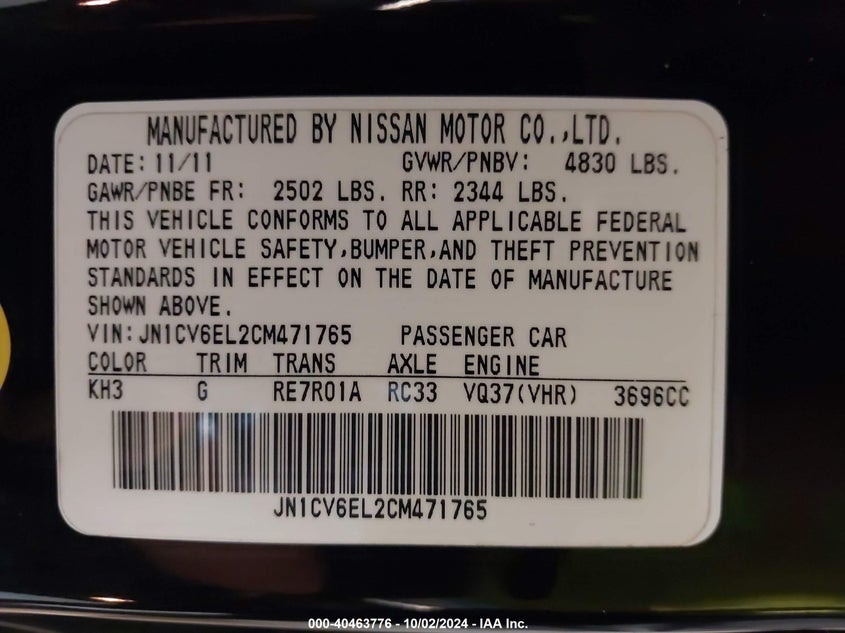 MANUFACTURED BY NISSAN MOTOR CO.,LTD.
DATE: 11/11 GVWR/PNBV: 4830 LBS.
GAWR/PNBE FR: 2502 LBS. RR: 2344 LBS.
THIS VEHICLE CONFORMS TO ALL APPLICABLE FEDERAL
MOTOR VEHICLE SAFETY,BUMPER,AND THEFT PREVENTION
STANDARDS IN EFFECT ON THE DATE OF MANUFACTURE
SHOWN ABOVE.
VIN:JN1CV6EL2CM471765 PASSENGER CAR
COLOR TRIM TRANS AXLE ENGINE
KH3 G RE7R01A RC33 VQ37(VHR) 3696CC
JN1CV6EL2CM471765
000-40463776 - 10/02/2024 - IAA Inc.